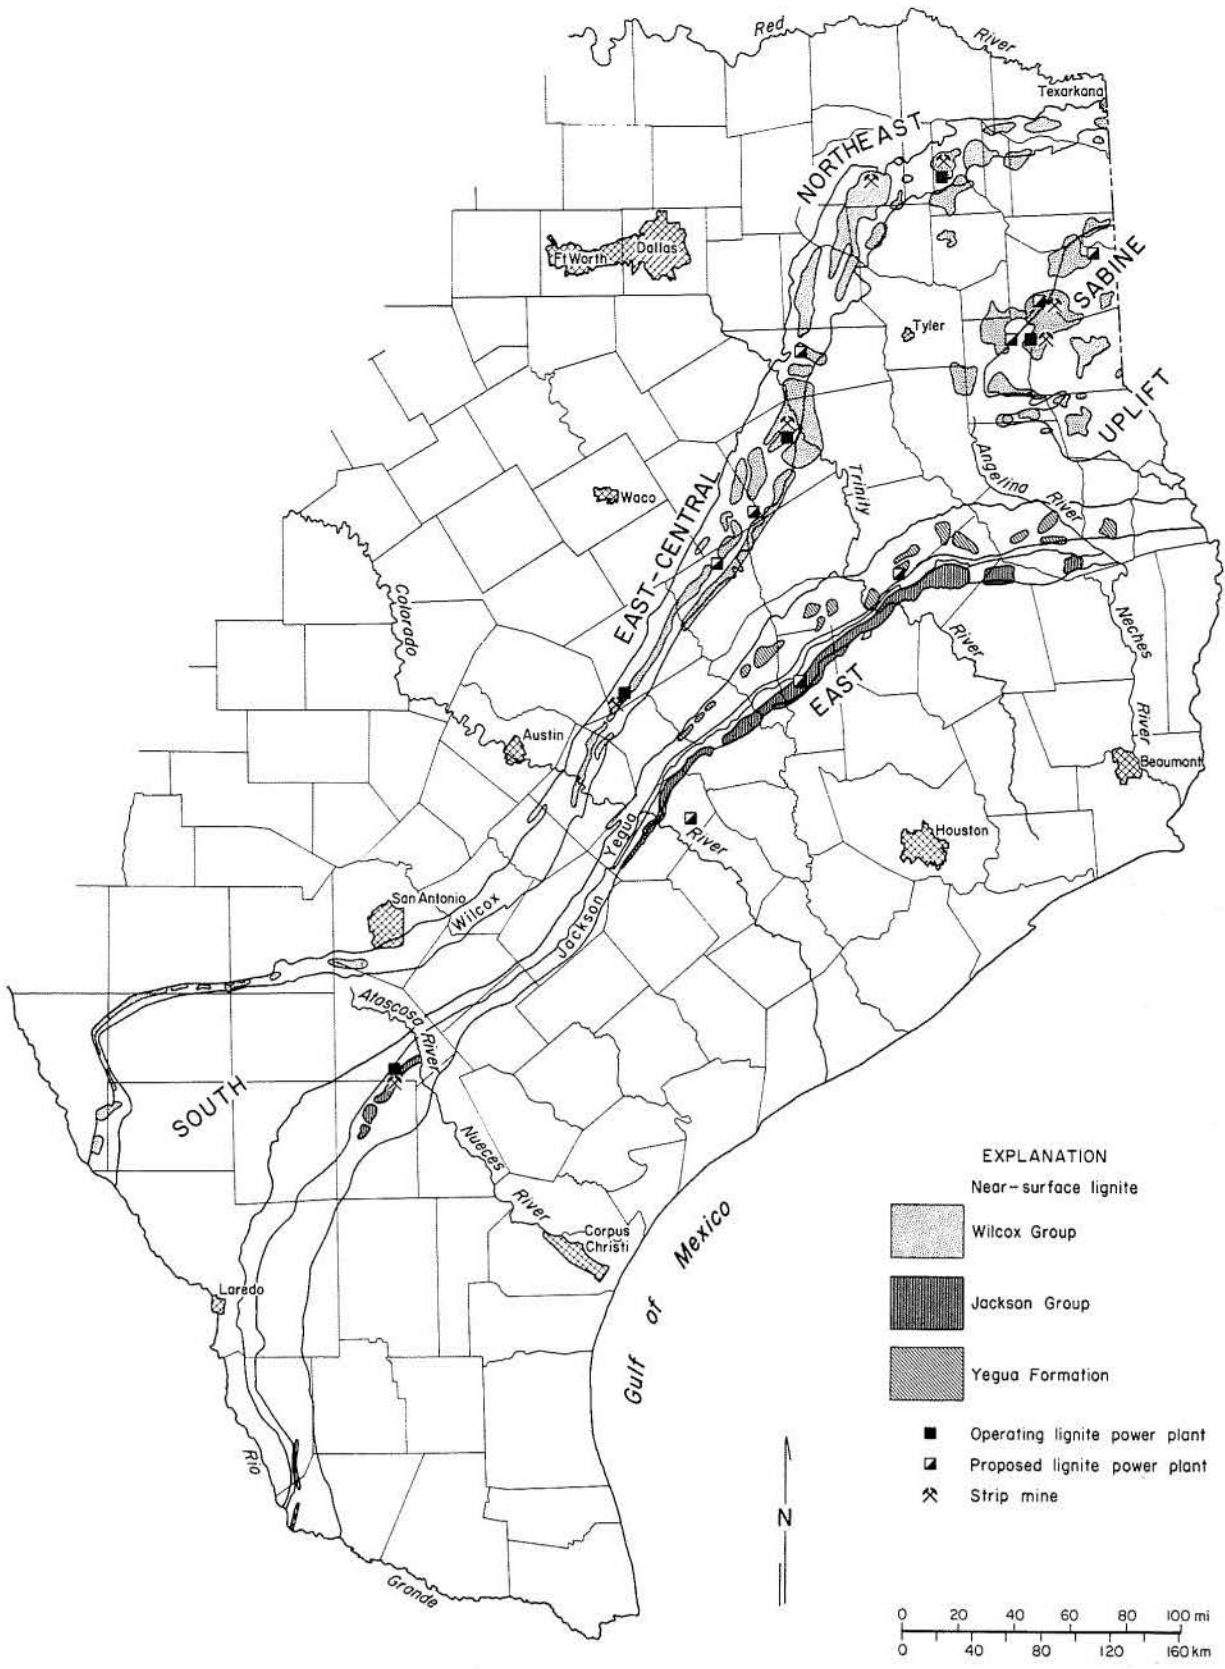 Red
River
Texarkana
NORTHEAST
Dallas
Ft Worth
SABINE
UPLIFT
Tyler
Waco
EAST-CENTRAL
Trinity
Angelina
River
Colorado
River
Neches
River
EAST
Austin
Beaumont
Yegua
River
Houston
San Antonio
Wilcox
Jackson
Atascosa River
SOUTH
Nueces
River
Corpus
Christi
Laredo
Gulf of Mexico
Rio
Grande
EXPLANATION
Near-surface lignite
Wilcox Group
Jackson Group
Yegua Formation
Operating lignite power plant
Proposed lignite power plant
Strip mine
N
0 20 40 60 80 100 mi
0 40 80 120 160 km